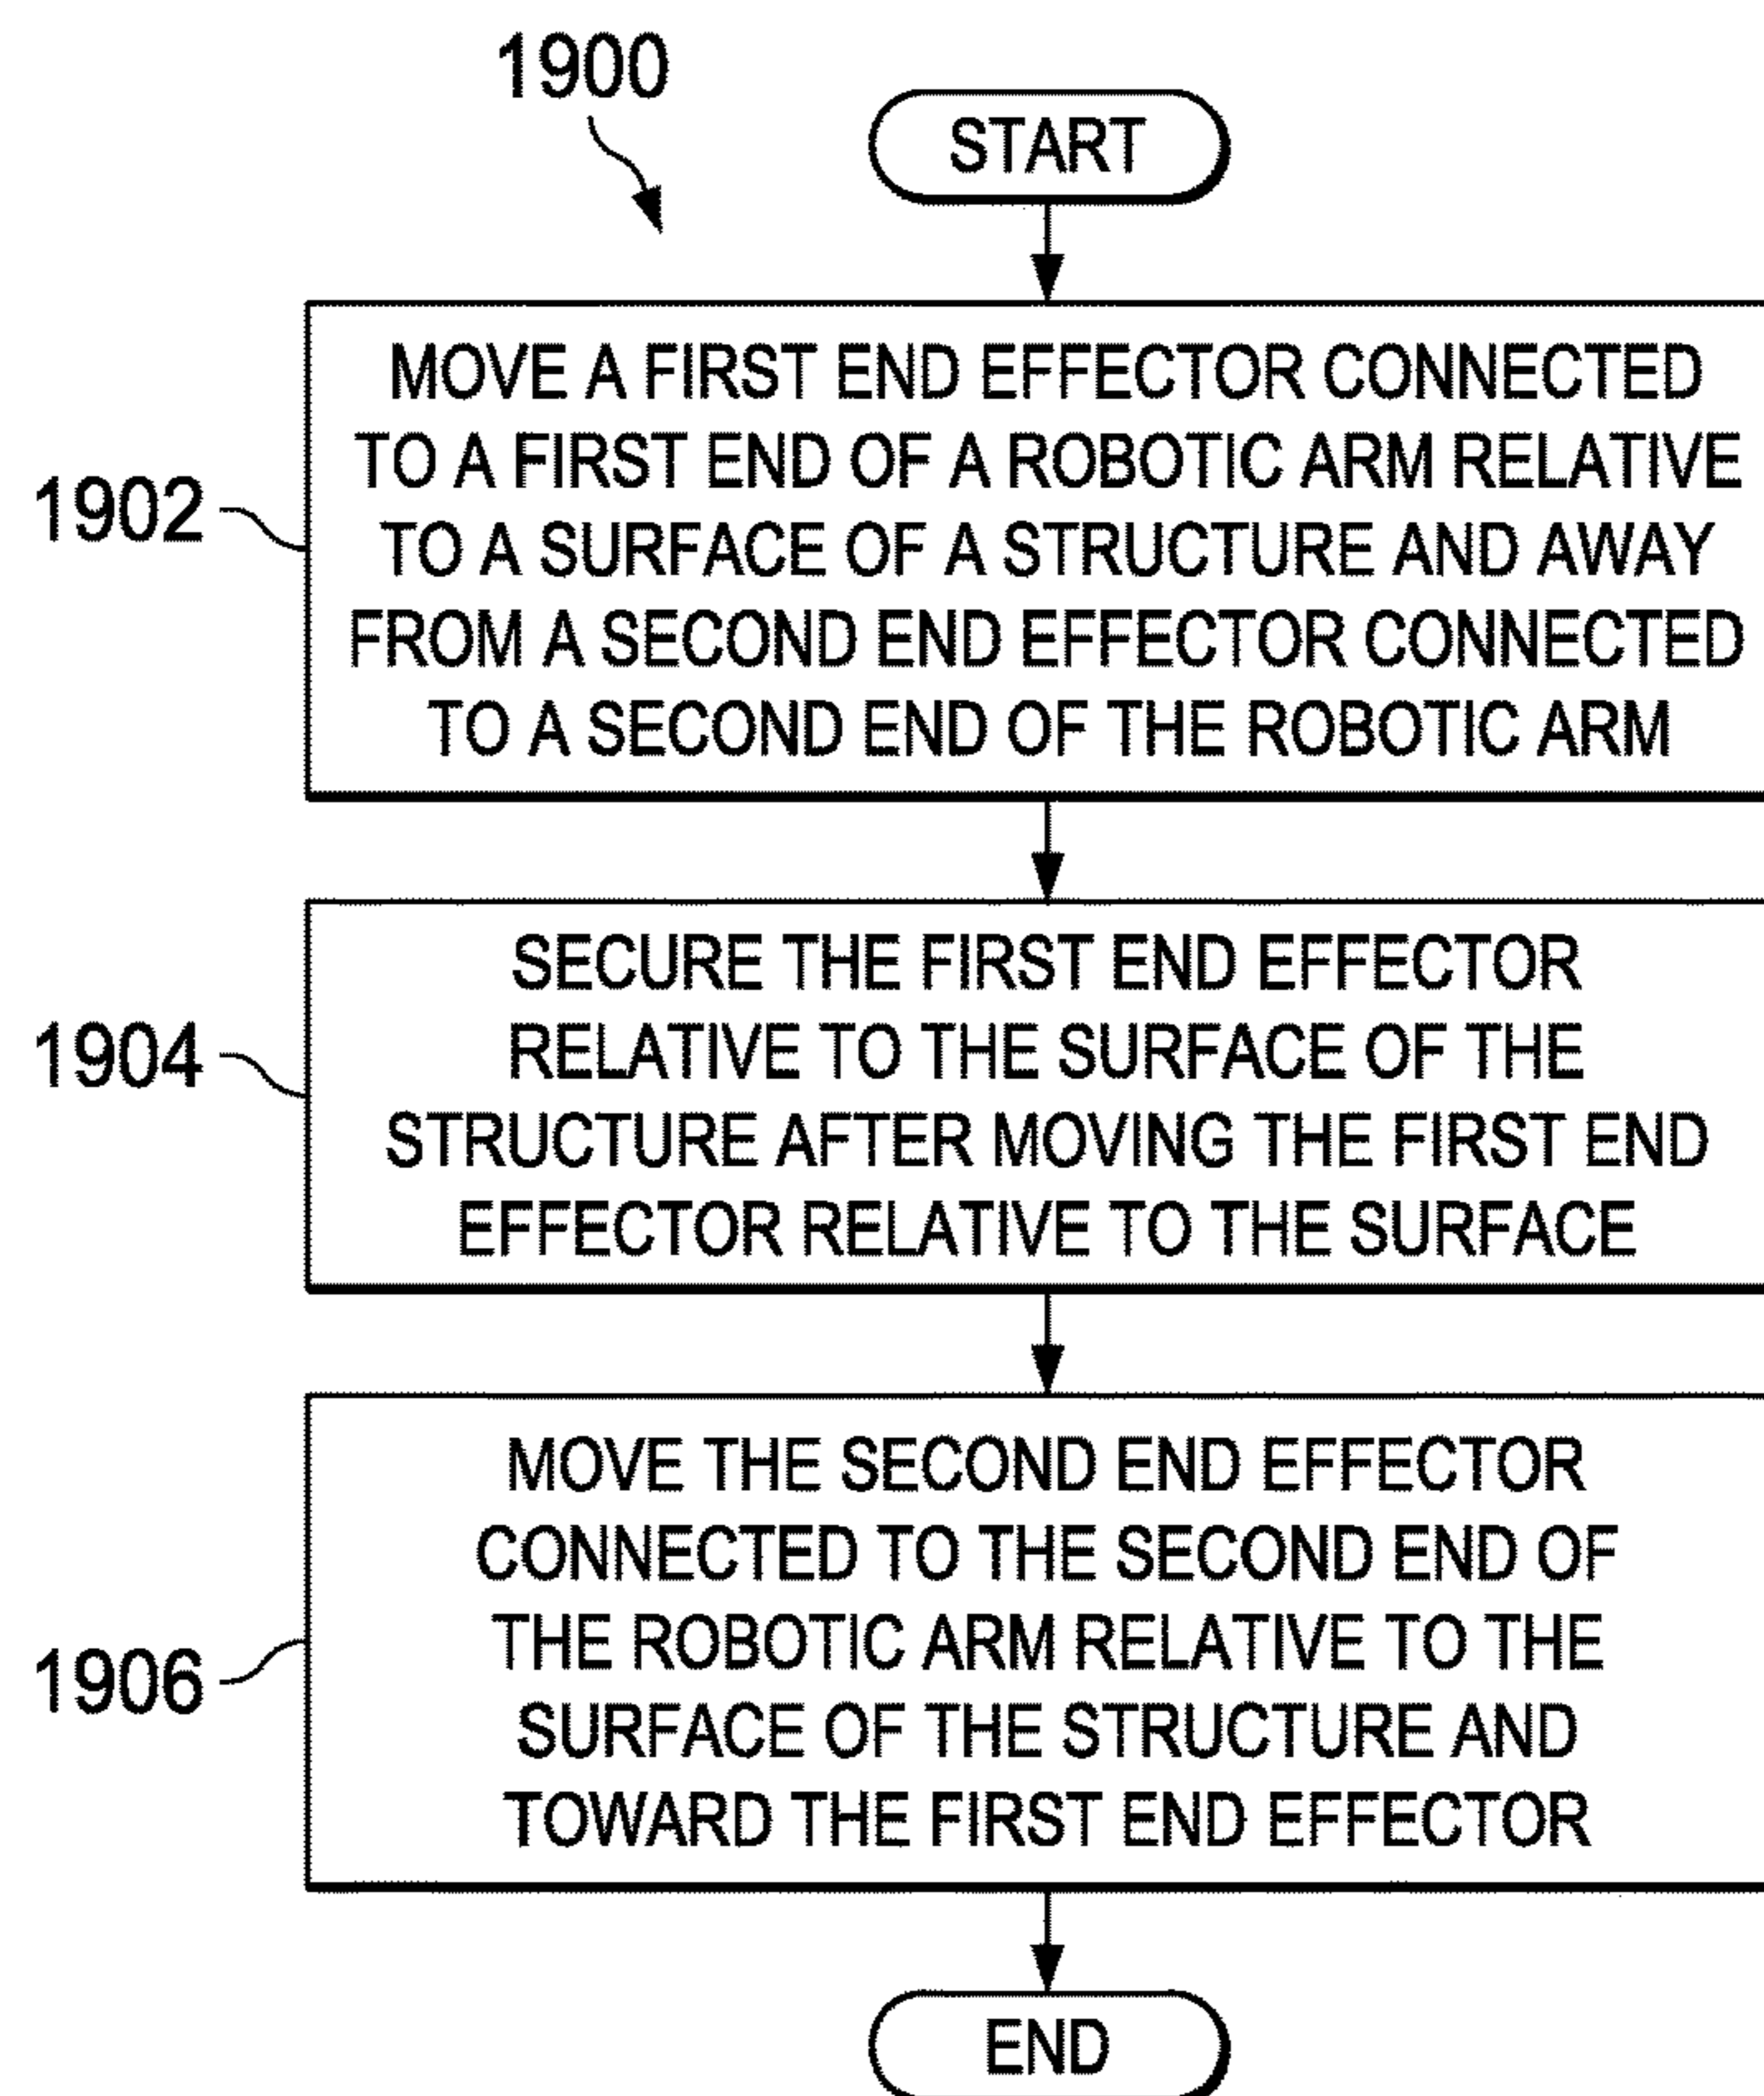 1900
START
1902
MOVE A FIRST END EFFECTOR CONNECTED
TO A FIRST END OF A ROBOTIC ARM RELATIVE
TO A SURFACE OF A STRUCTURE AND AWAY
FROM A SECOND END EFFECTOR CONNECTED
TO A SECOND END OF THE ROBOTIC ARM
1904
SECURE THE FIRST END EFFECTOR
RELATIVE TO THE SURFACE OF THE
STRUCTURE AFTER MOVING THE FIRST END
EFFECTOR RELATIVE TO THE SURFACE
1906
MOVE THE SECOND END EFFECTOR
CONNECTED TO THE SECOND END OF
THE ROBOTIC ARM RELATIVE TO THE
SURFACE OF THE STRUCTURE AND
TOWARD THE FIRST END EFFECTOR
END